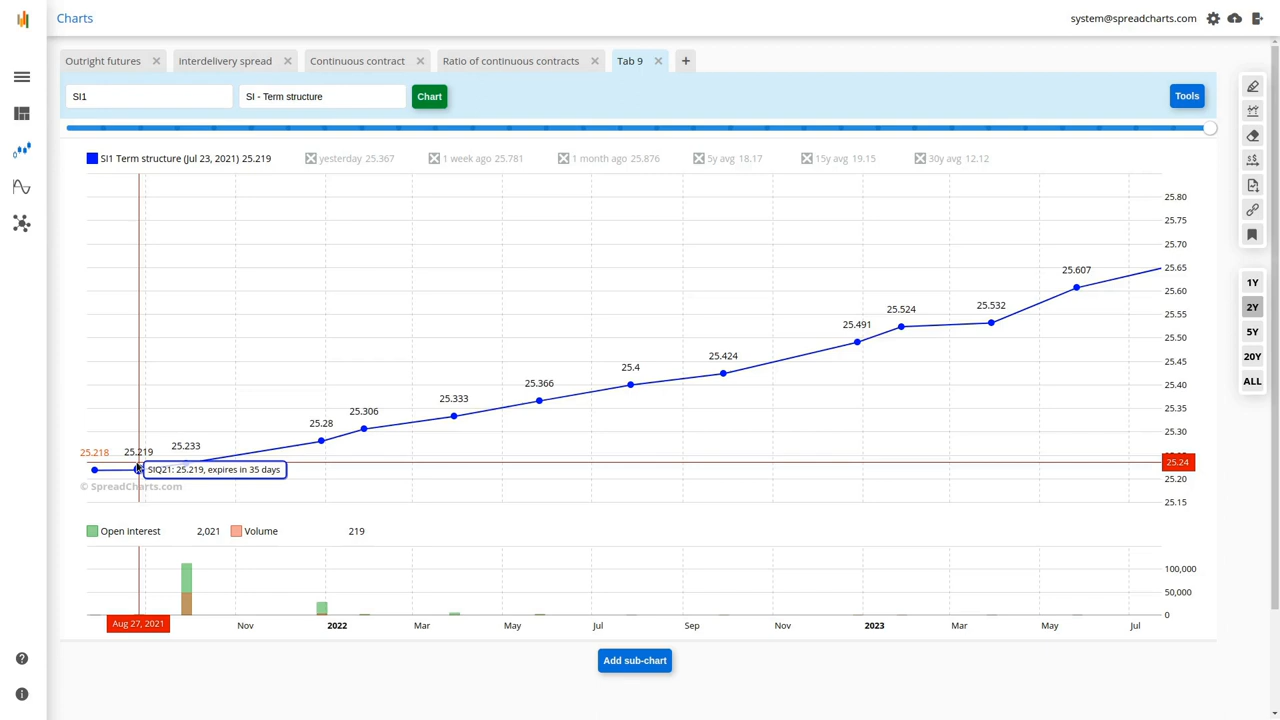 Charts
system@spreadcharts.com
Outright futures
Interdelivery spread
Continuous contract
Ratio of continuous contracts
Tab 9
+
SI1
SI - Term structure
Chart
Tools
SI1 Term structure (Jul 23, 2021) 25.219
yesterday 25.367
1 week ago 25.781
1 month ago 25.876
5y avg 18.17
15y avg 19.15
30y avg 12.12
25.80
25.75
25.70
25.65
25.60
25.55
25.50
25.45
25.40
25.35
25.30
25.24
25.20
25.15
25.218
25.219
25.233
25.28
25.306
25.333
25.366
25.4
25.424
25.491
25.524
25.532
25.607
SIQ21: 25.219, expires in 35 days
© SpreadCharts.com
1Y
2Y
5Y
20Y
ALL
Open interest 2,021
Volume 219
100,000
50,000
0
Aug 27, 2021
Nov
2022
Mar
May
Jul
Sep
Nov
2023
Mar
May
Jul
Add sub-chart